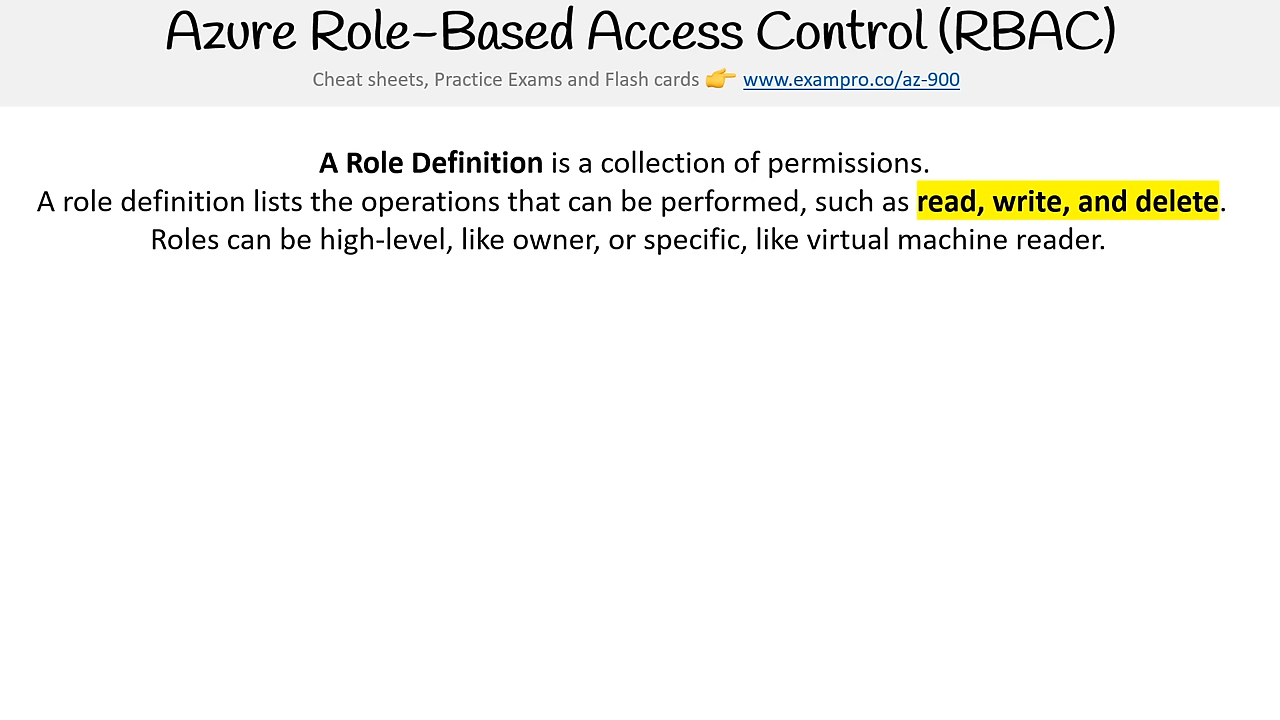 Azure Role-Based Access Control (RBAC)
Cheat sheets, Practice Exams and Flash cards 👉 www.exampro.co/az-900
A Role Definition is a collection of permissions.
A role definition lists the operations that can be performed, such as read, write, and delete.
Roles can be high-level, like owner, or specific, like virtual machine reader.